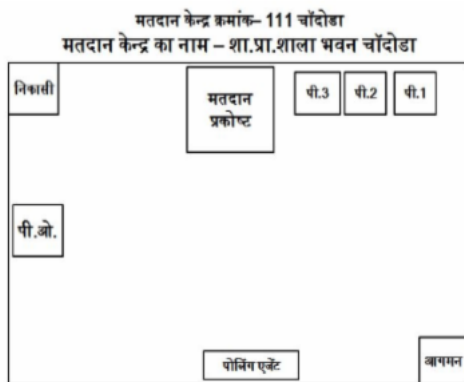 मतदान केन्द्र क्रमांक– 111 चाँदोडा
मतदान केन्द्र का नाम – शा.प्रा.शाला भवन चाँदोडा
निकासी
मतदान
प्रकोष्ट
पी.3
पी.2
पी.1
पी.ओ.
पोलिंग एजेंट
आगमन